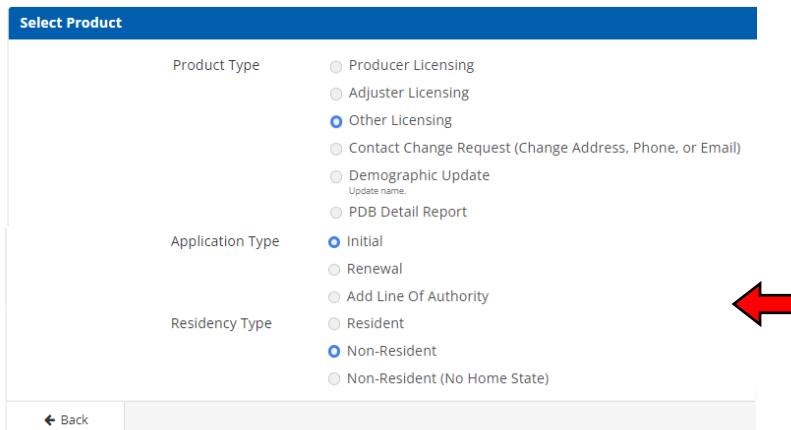 Select Product
Product Type
Producer Licensing
Adjuster Licensing
Other Licensing
Contact Change Request (Change Address, Phone, or Email)
Demographic Update
Update name.
PDB Detail Report
Application Type
Initial
Renewal
Add Line Of Authority
Residency Type
Resident
Non-Resident
Non-Resident (No Home State)
Back